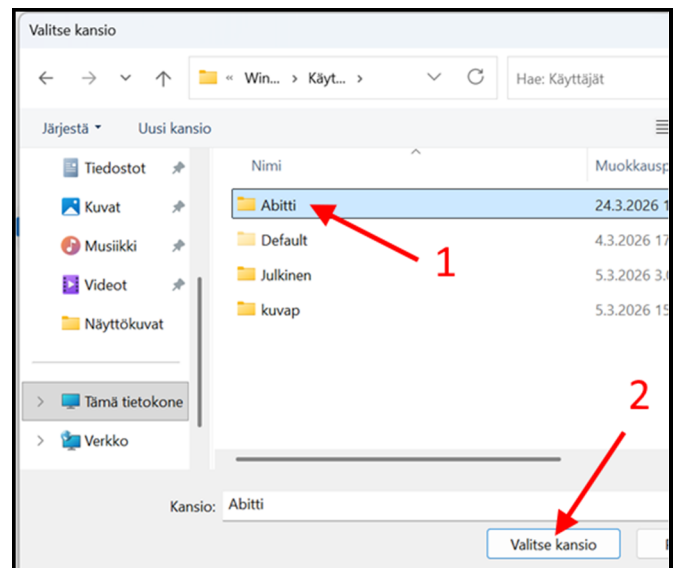 Valitse kansio
« Win... › Käyt... ›
Hae: Käyttäjät
Järjestä
Uusi kansio
Tiedostot
Kuvat
Musiikki
Videot
Näyttökuvat
Tämä tietokone
Verkko
Nimi
Muokkausp
Abitti
24.3.2026 1
Default
4.3.2026 17
Julkinen
5.3.2026 3.
kuvap
5.3.2026 15
1
2
Kansio:
Abitti
Valitse kansio